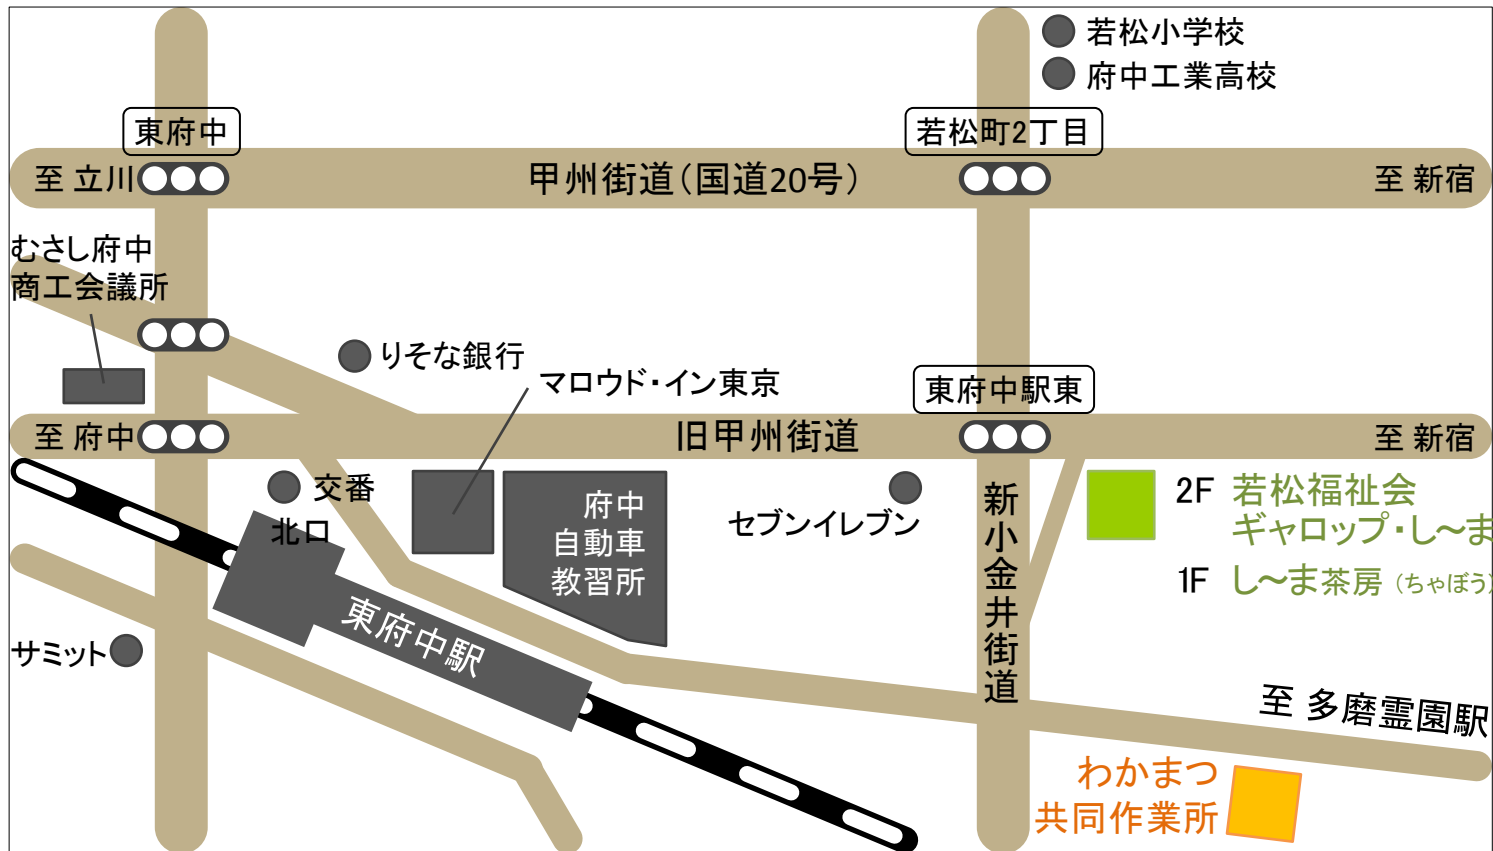 若松小学校
府中工業高校
東府中
若松町2丁目
至 立川
甲州街道（国道20号）
至 新宿
むさし府中
商工会議所
りそな銀行
マロウド・イン東京
東府中駅東
至 府中
旧甲州街道
至 新宿
交番
北口
府中
自動車
教習所
セブンイレブン
新小金井街道
2F 若松福祉会
ギャロップ・し～ま
1F し～ま茶房（ちゃぼう）
東府中駅
サミット
至 多磨霊園駅
わかまつ
共同作業所